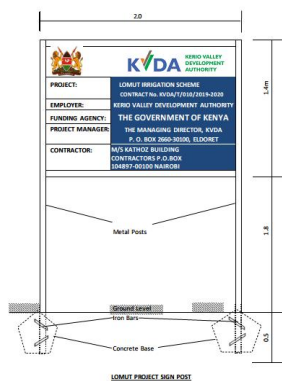 2.0
KVDA
KERIO VALLEY
DEVELOPMENT
AUTHORITY
PROJECT: LOMUT IRRIGATION SCHEME
CONTRACT No. KVDA/T/016/2019-2020
EMPLOYER: KERIO VALLEY DEVELOPMENT AUTHORITY
FUNDING AGENCY: THE GOVERNMENT OF KENYA
PROJECT MANAGER: THE MANAGING DIRECTOR, KVDA
P. O. BOX 2660-30100, ELDORET
CONTRACTOR: M/S KATHOZ BUILDING
CONTRACTORS P.O.BOX
104897-00100 NAIROBI
1.4m
Metal Posts
1.8
Ground Level
Iron Bars
Concrete Base
0.5
LOMUT PROJECT SIGN POST